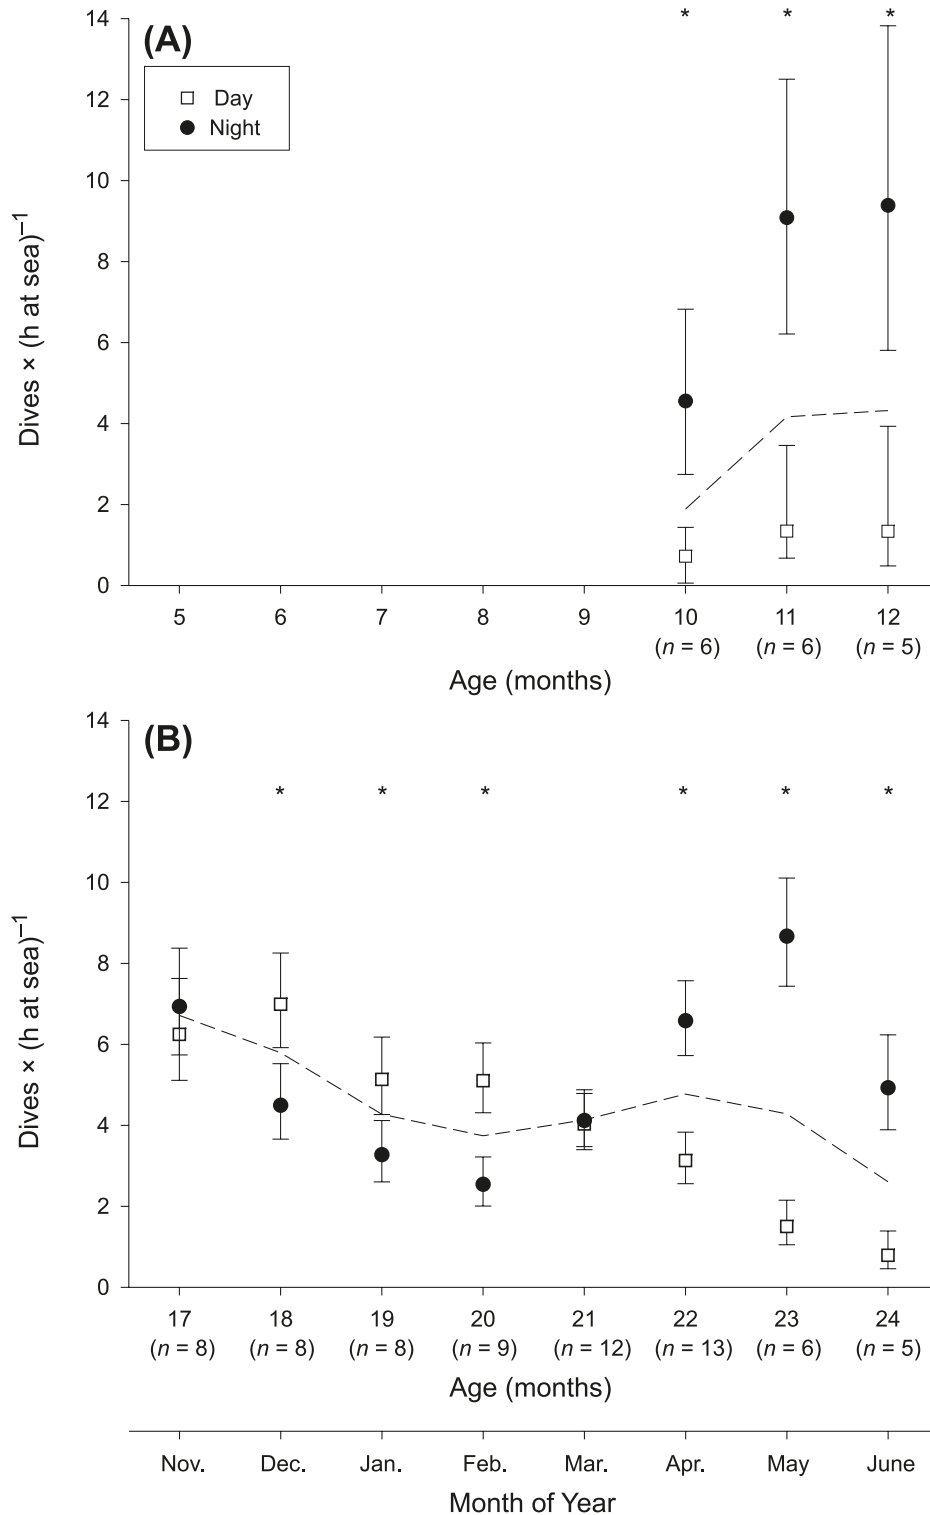 (A)
Day
Night
* * *
14
12
10
8
6
4
2
0
Dives × (h at sea)⁻¹
5 6 7 8 9 10 11 12
(n = 6) (n = 6) (n = 5)
Age (months)
(B)
* * * * * *
14
12
10
8
6
4
2
0
Dives × (h at sea)⁻¹
17 18 19 20 21 22 23 24
(n = 8) (n = 8) (n = 8) (n = 9) (n = 12) (n = 13) (n = 6) (n = 5)
Age (months)
Nov. Dec. Jan. Feb. Mar. Apr. May June
Month of Year